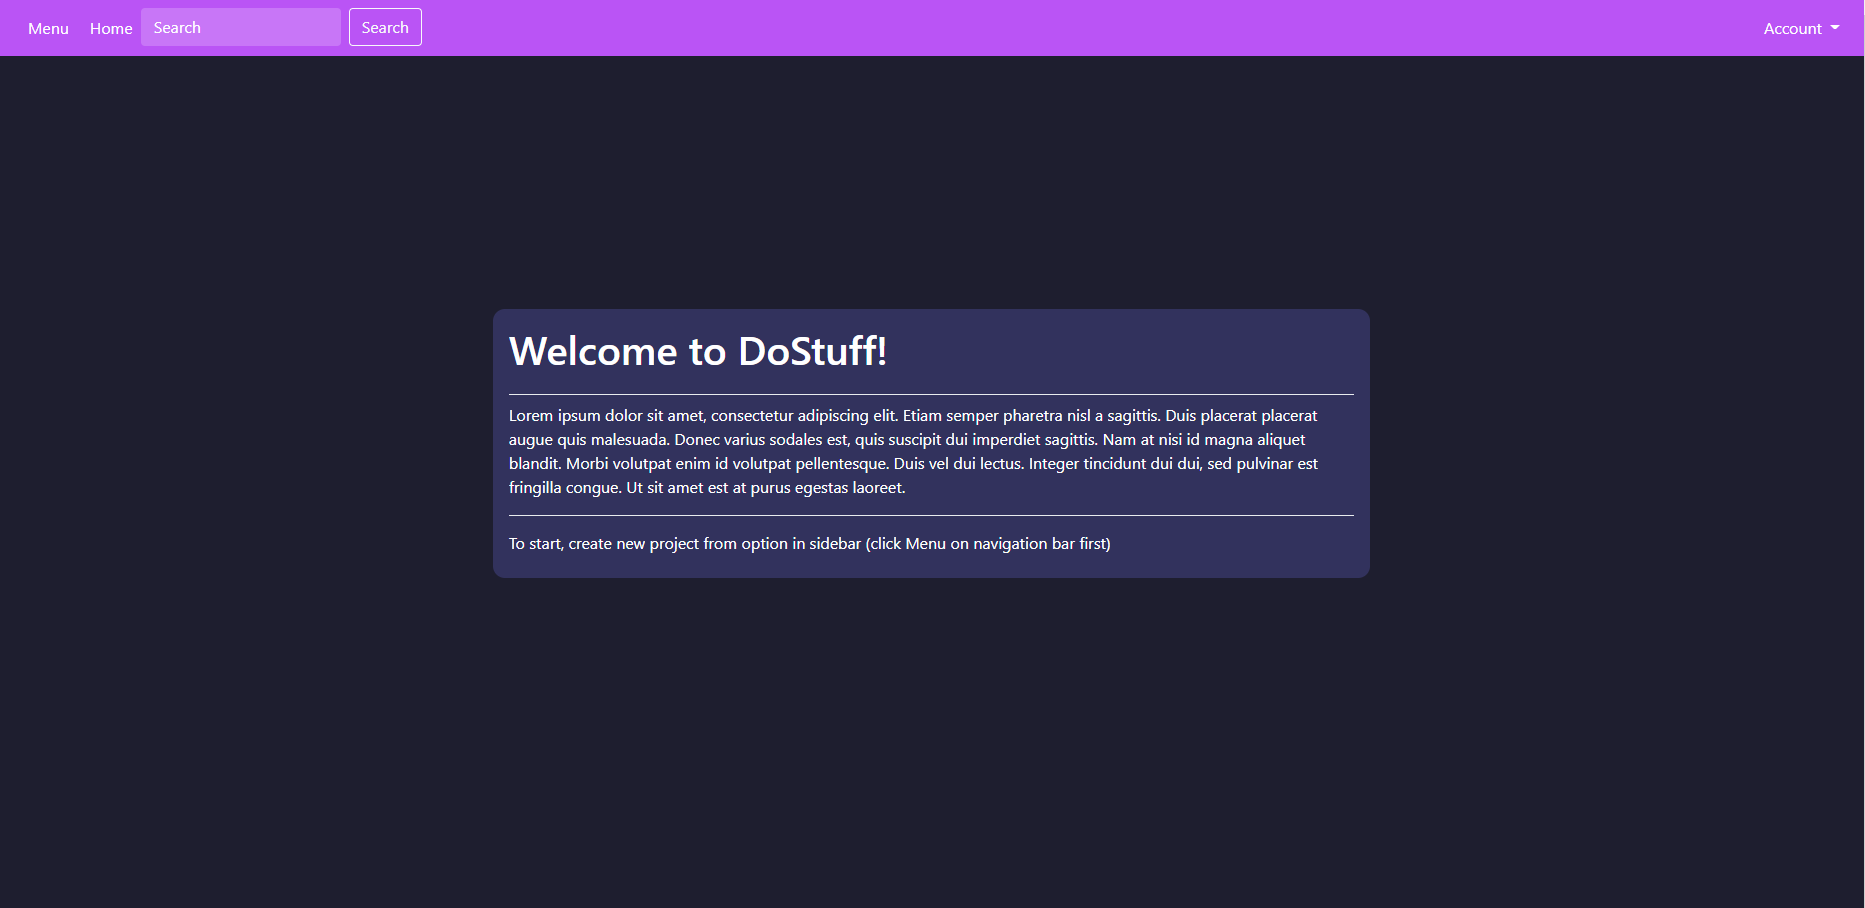 Menu Home Search Search Account
Welcome to DoStuff!
Lorem ipsum dolor sit amet, consectetur adipiscing elit. Etiam semper pharetra nisl a sagittis. Duis placerat placerat
augue quis malesuada. Donec varius sodales est, quis suscipit dui imperdiet sagittis. Nam at nisi id magna aliquet
blandit. Morbi volutpat enim id volutpat pellentesque. Duis vel dui lectus. Integer tincidunt dui dui, sed pulvinar est
fringilla congue. Ut sit amet est at purus egestas laoreet.
To start, create new project from option in sidebar (click Menu on navigation bar first)